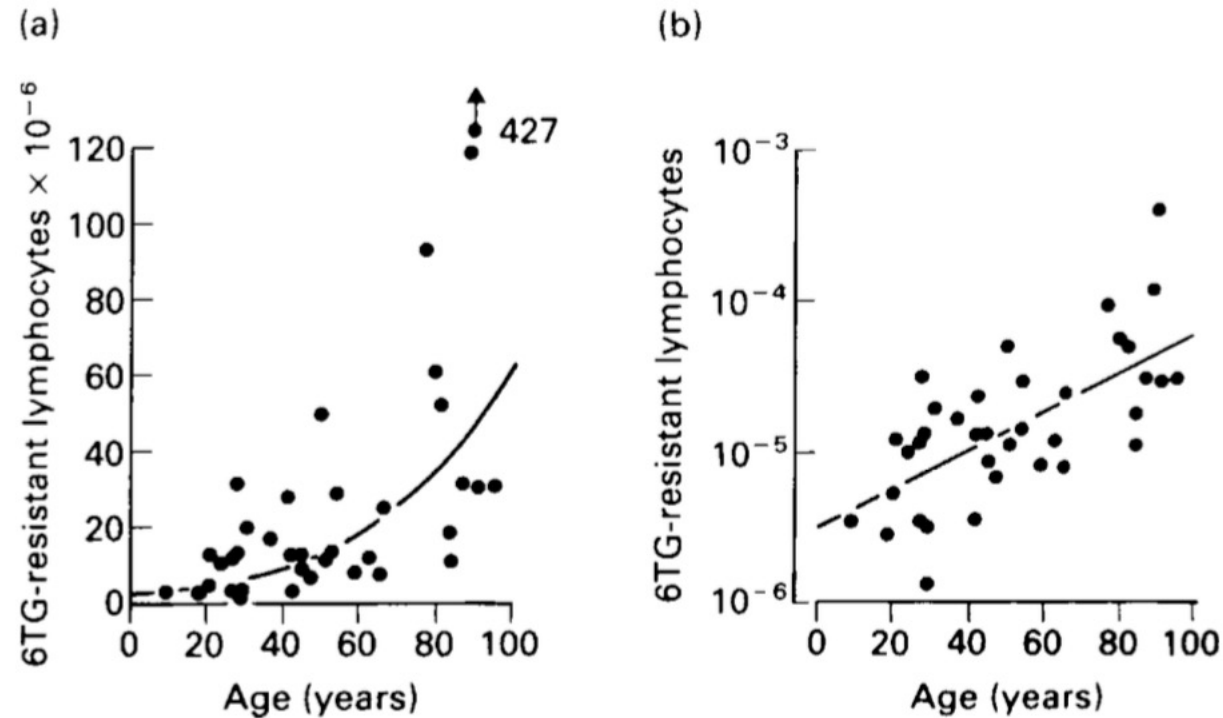 (a)
6TG-resistant lymphocytes × 10⁻⁶
120
100
80
60
40
20
0
427
0 20 40 60 80 100
Age (years)
(b)
6TG-resistant lymphocytes
10⁻³
10⁻⁴
10⁻⁵
10⁻⁶
0 20 40 60 80 100
Age (years)